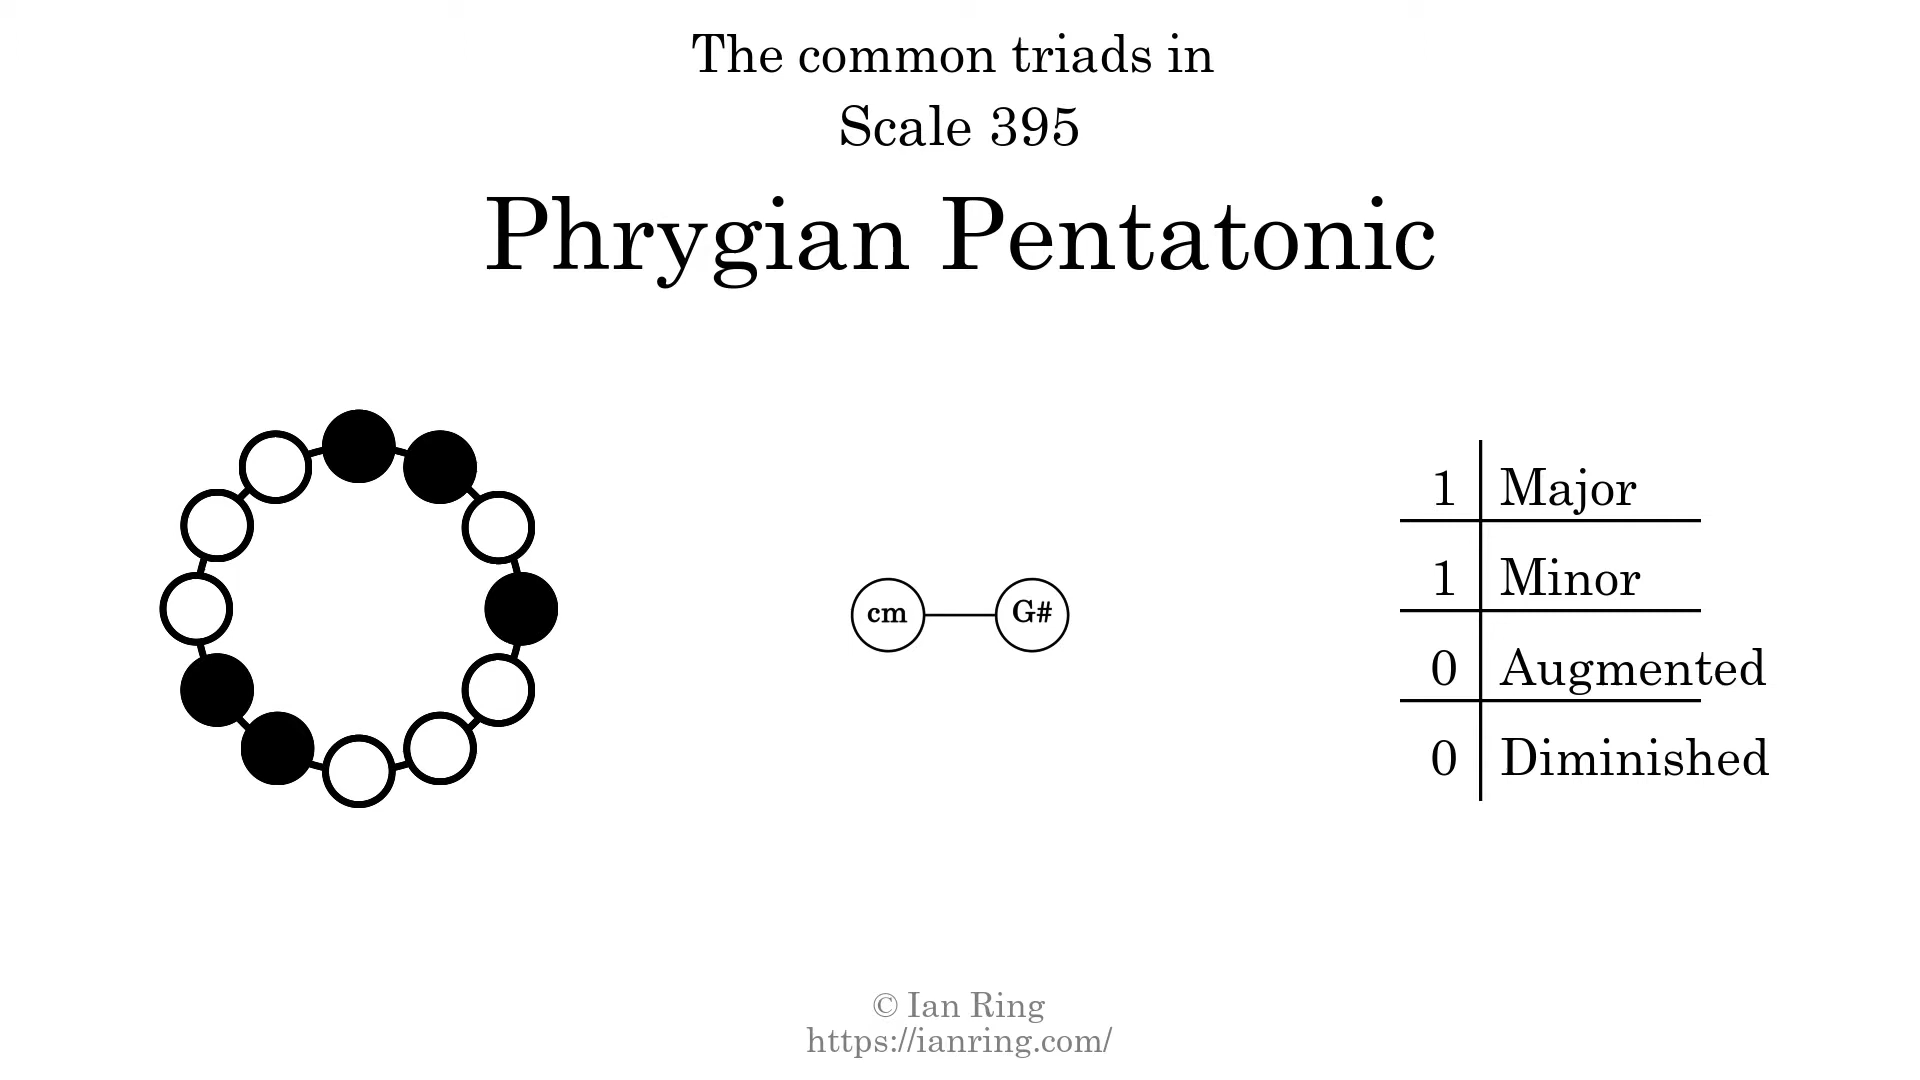 The common triads in
Scale 395
Phrygian Pentatonic
cm
G#
1 Major
1 Minor
0 Augmented
0 Diminished
© Ian Ring
https://ianring.com/